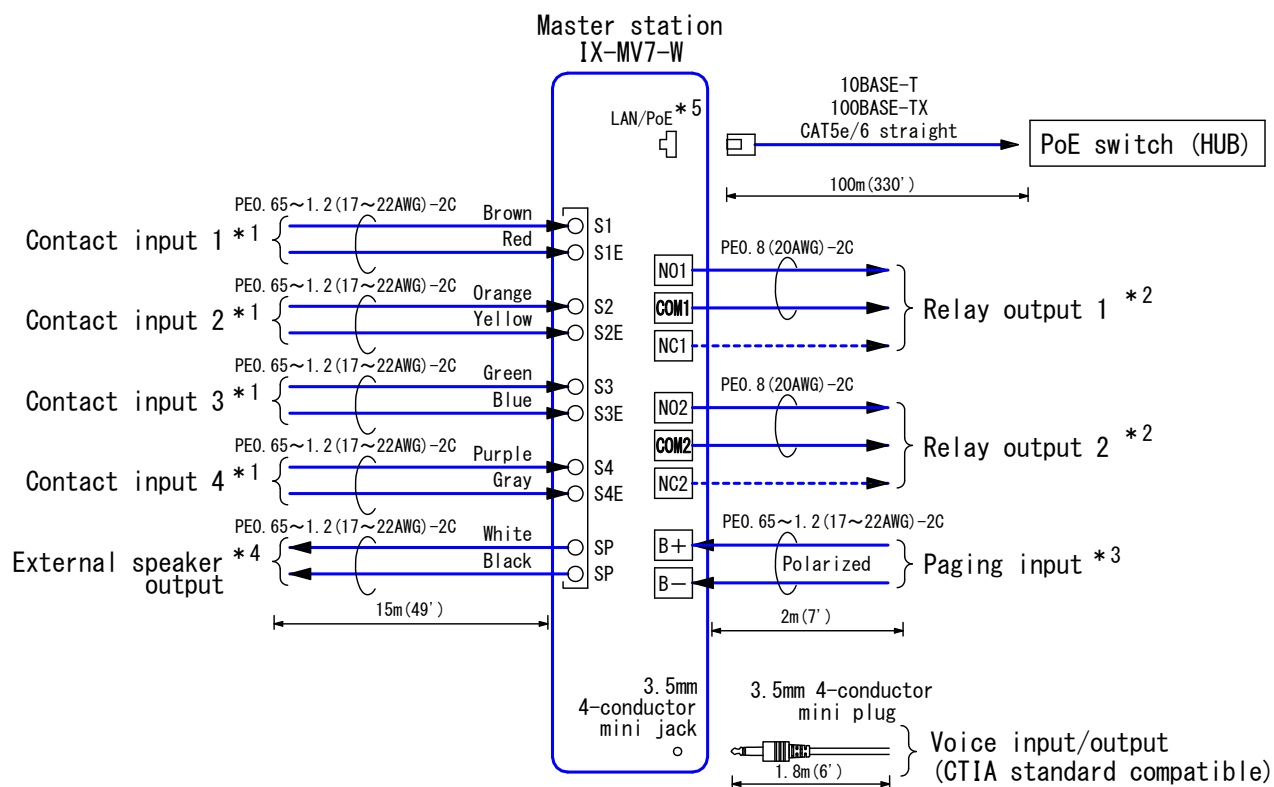 Master station
IX-MV7-W
LAN/PoE *5
10BASE-T
100BASE-TX
CAT5e/6 straight
PoE switch (HUB)
100m(330')
PE0.65～1.2(17～22AWG)-2C
Contact input 1 *1
Brown
Red
S1
S1E
PE0.65～1.2(17～22AWG)-2C
Contact input 2 *1
Orange
Yellow
S2
S2E
PE0.65～1.2(17～22AWG)-2C
Contact input 3 *1
Green
Blue
S3
S3E
PE0.65～1.2(17～22AWG)-2C
Contact input 4 *1
Purple
Gray
S4
S4E
PE0.65～1.2(17～22AWG)-2C
External speaker *4
output
White
Black
SP
SP
15m(49')
NO1
COM1
NC1
PE0.8(20AWG)-2C
Relay output 1 *2
NO2
COM2
NC2
PE0.8(20AWG)-2C
Relay output 2 *2
PE0.65～1.2(17～22AWG)-2C
B+
B−
Polarized
Paging input *3
2m(7')
3.5mm
4-conductor
mini jack
3.5mm 4-conductor
mini plug
1.8m(6')
Voice input/output
(CTIA standard compatible)